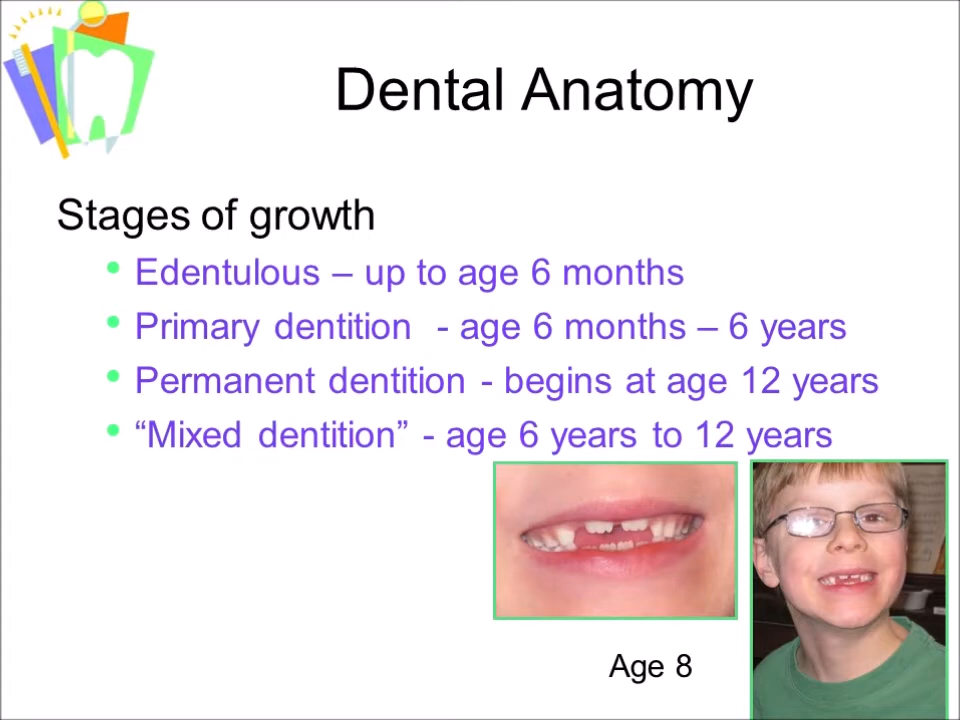 Dental Anatomy
Stages of growth
• Edentulous – up to age 6 months
• Primary dentition - age 6 months – 6 years
• Permanent dentition - begins at age 12 years
• “Mixed dentition” - age 6 years to 12 years
Age 8